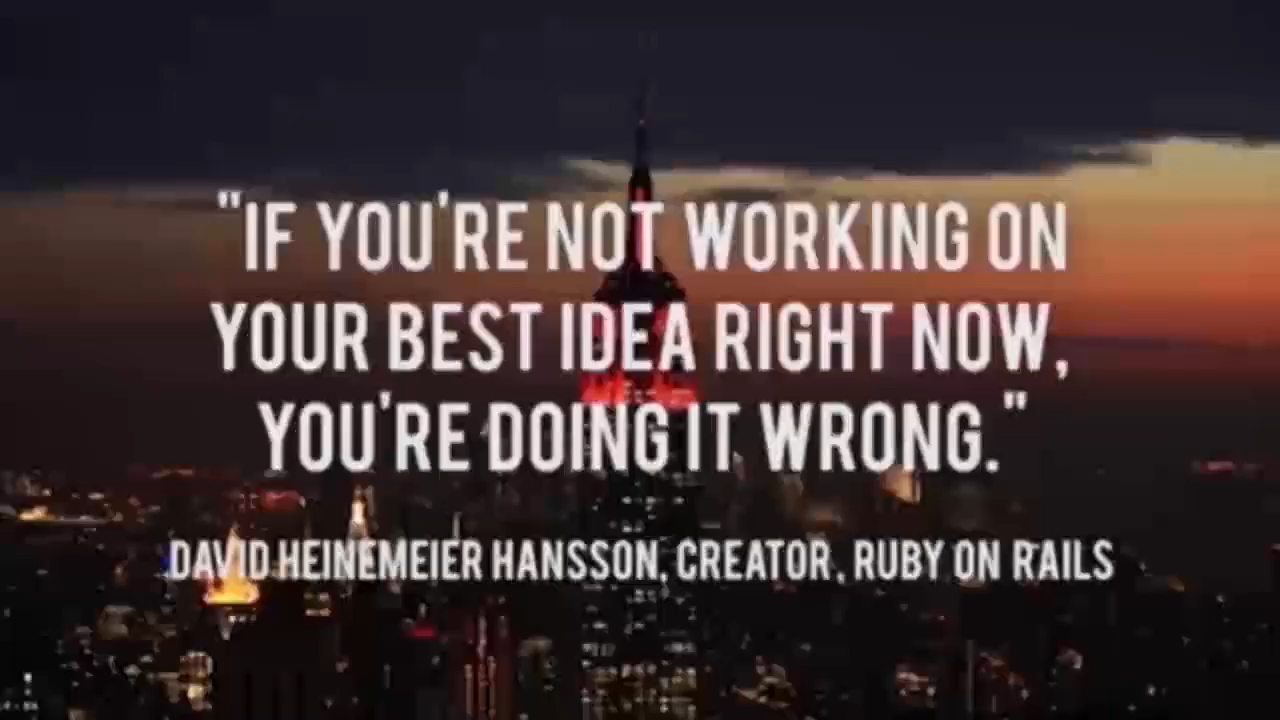 "IF YOU'RE NOT WORKING ON
YOUR BEST IDEA RIGHT NOW,
YOU'RE DOING IT WRONG."
DAVID HEINEMEIER HANSSON, CREATOR, RUBY ON RAILS